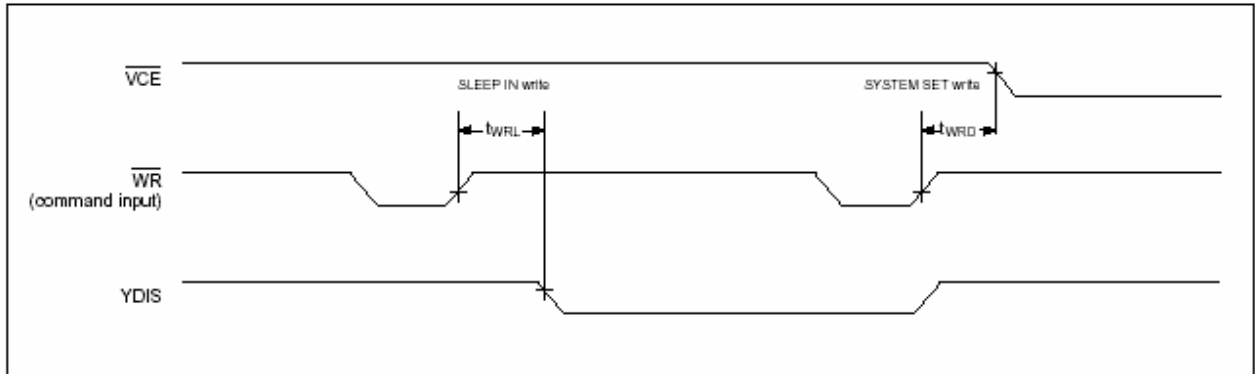 VCE
SLEEP IN write
SYSTEM SET write
tWRL
tWRD
WR
(command input)
YDIS